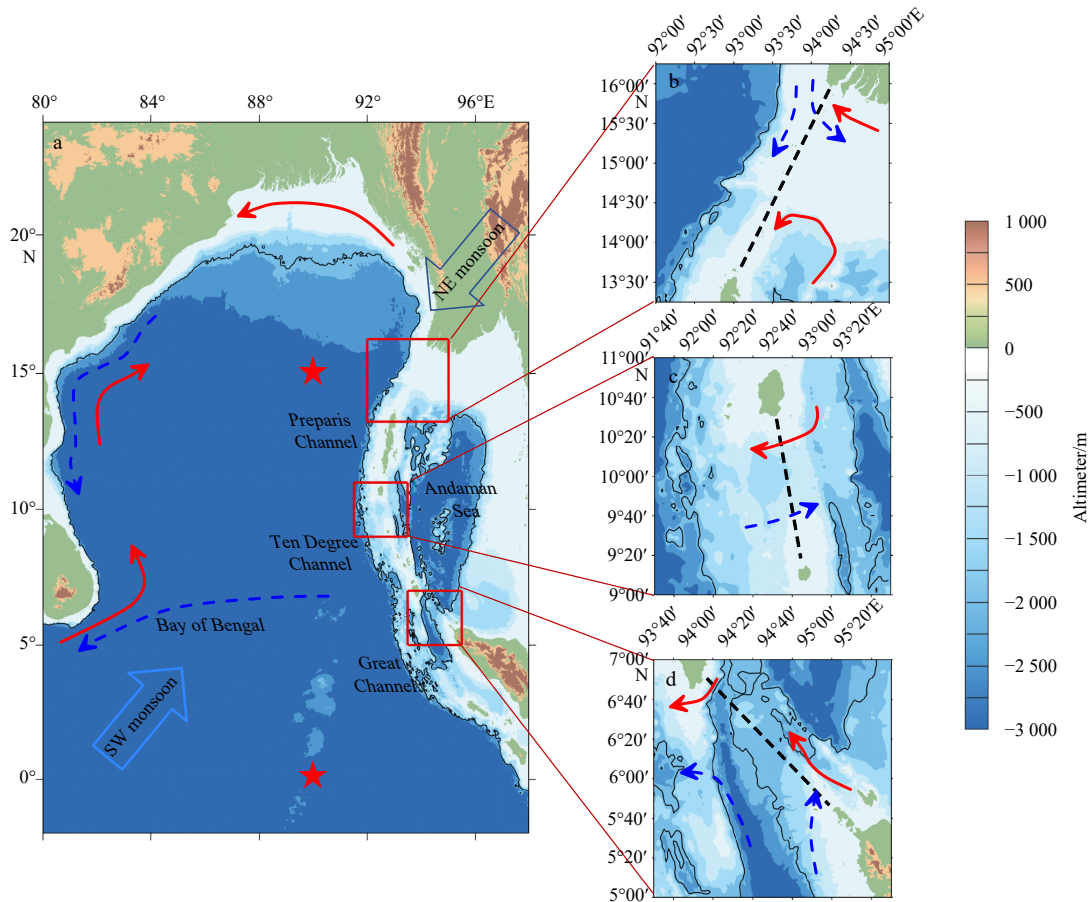 80° 84° 88° 92° 96°E
a
20°
N
15°
10°
5°
0°
NE monsoon
Preparis
Channel
Andaman
Sea
Ten Degree
Channel
Bay of Bengal
Great
Channel
SW monsoon
92°00′ 92°30′ 93°00′ 93°30′ 94°00′ 94°30′ 95°00′E
b
16°00′
N
15°30′
15°00′
14°30′
14°00′
13°30′
91°40′ 92°00′ 92°20′ 92°40′ 93°00′ 93°20′E
c
11°00′
N
10°40′
10°20′
10°00′
9°40′
9°20′
9°00′
93°40′ 94°00′ 94°20′ 94°40′ 95°00′ 95°20′E
d
7°00′
N
6°40′
6°20′
6°00′
5°40′
5°20′
5°00′
1 000
500
0
−500
−1 000
−1 500
−2 000
−2 500
−3 000
Altimeter/m